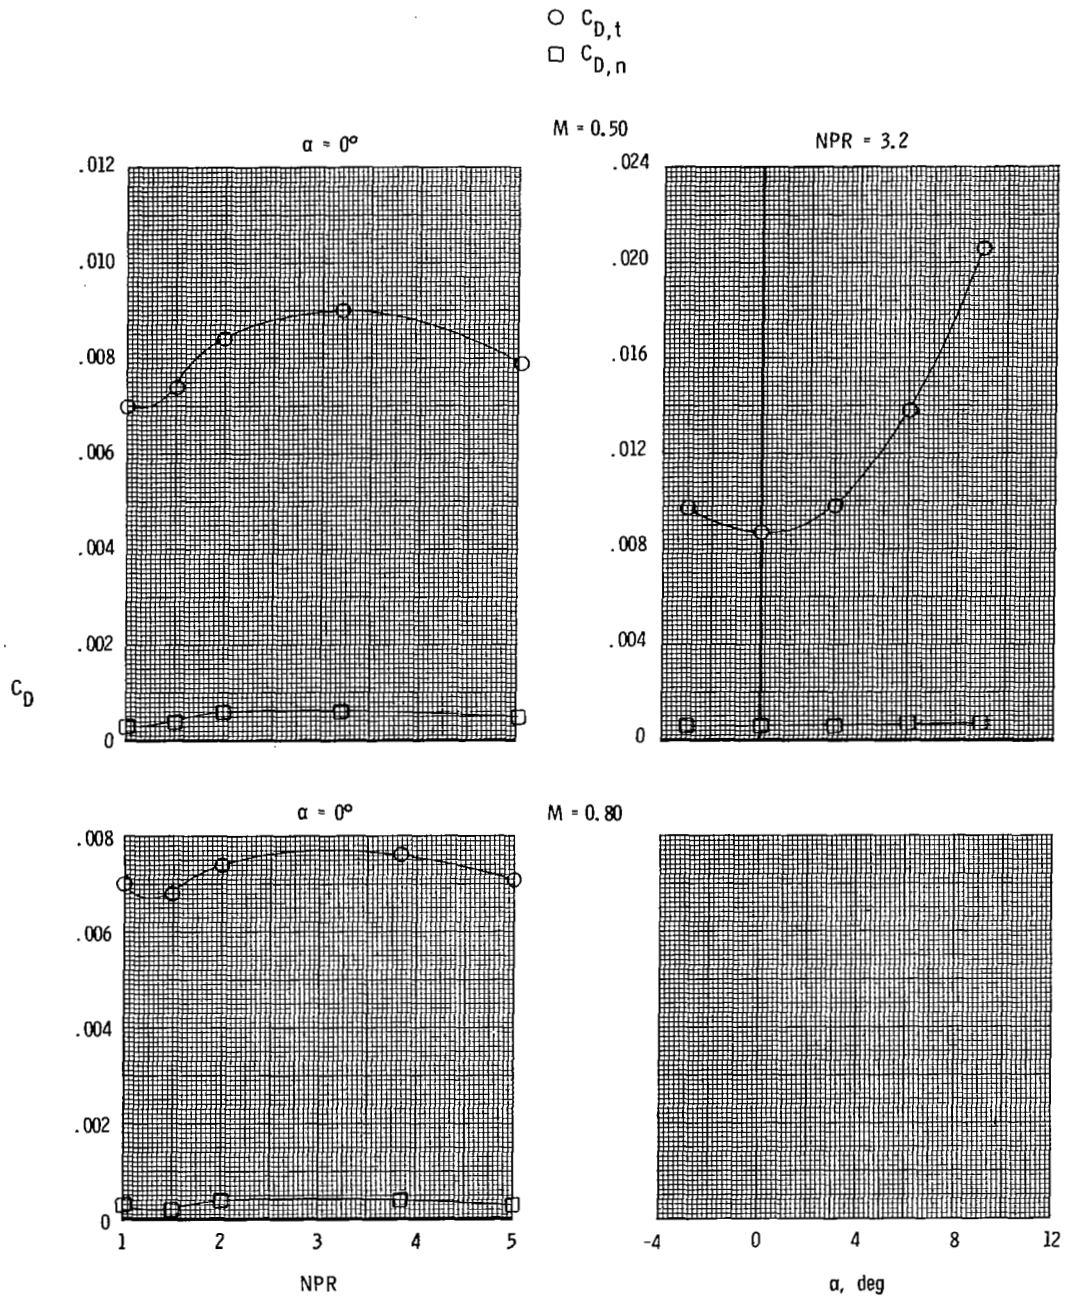 ○ C_D,t
□ C_D,n
M = 0.50
α = 0°
NPR = 3.2
.012
.010
.008
.006
.004
.002
0
.024
.020
.016
.012
.008
.004
0
C_D
α = 0°
M = 0.80
.008
.006
.004
.002
0
1 2 3 4 5
NPR
-4 0 4 8 12
α, deg